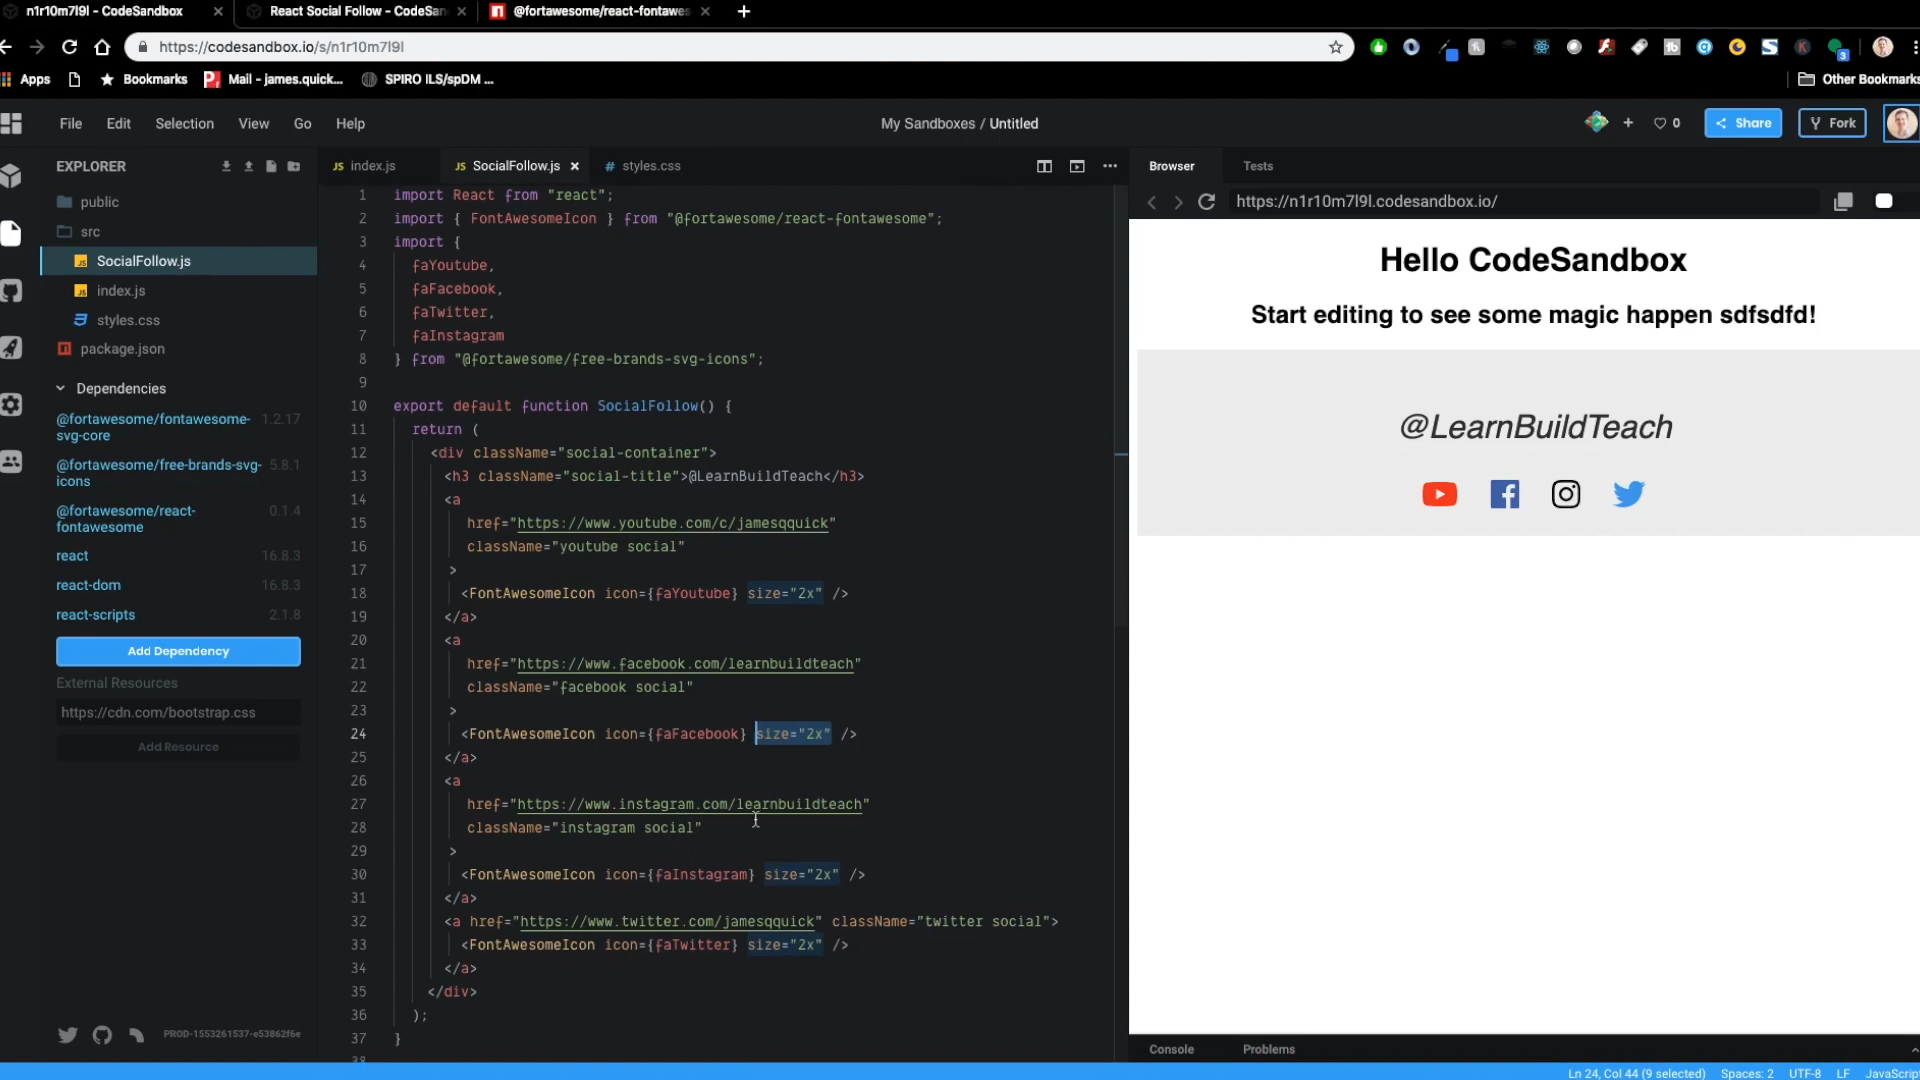 n1r10m7l9l - CodeSandbox
React Social Follow - CodeSan
@fortawesome/react-fontawes
https://codesandbox.io/s/n1r10m7l9l
3
Apps
Bookmarks
Mail - james.quick...
SPIRO ILS/spDM ...
Other Bookmarks
File Edit Selection View Go Help
My Sandboxes / Untitled
0
Share
Fork
EXPLORER
public
src
SocialFollow.js
index.js
styles.css
package.json
Dependencies
@fortawesome/fontawesome-svg-core 1.2.17
@fortawesome/free-brands-svg-icons 5.8.1
@fortawesome/react-fontawesome 0.1.4
react 16.8.3
react-dom 16.8.3
react-scripts 2.1.8
Add Dependency
External Resources
https://cdn.com/bootstrap.css
Add Resource
PROD-1553261537-e53862f6e
JS index.js
JS SocialFollow.js
# styles.css
1 import React from "react";
2 import { FontAwesomeIcon } from "@fortawesome/react-fontawesome";
3 import {
4 faYoutube,
5 faFacebook,
6 faTwitter,
7 faInstagram
8 } from "@fortawesome/free-brands-svg-icons";
9
10 export default function SocialFollow() {
11 return (
12 <div className="social-container">
13 <h3 className="social-title">@LearnBuildTeach</h3>
14 <a
15 href="https://www.youtube.com/c/jamesqquick"
16 className="youtube social"
17 >
18 <FontAwesomeIcon icon={faYoutube} size="2x" />
19 </a>
20 <a
21 href="https://www.facebook.com/learnbuildteach"
22 className="facebook social"
23 >
24 <FontAwesomeIcon icon={faFacebook} size="2x" />
25 </a>
26 <a
27 href="https://www.instagram.com/learnbuildteach"
28 className="instagram social"
29 >
30 <FontAwesomeIcon icon={faInstagram} size="2x" />
31 </a>
32 <a href="https://www.twitter.com/jamesqquick" className="twitter social">
33 <FontAwesomeIcon icon={faTwitter} size="2x" />
34 </a>
35 </div>
36 );
37 }
38
Browser
Tests
https://n1r10m7l9l.codesandbox.io/
Hello CodeSandbox
Start editing to see some magic happen sdfsdfd!
@LearnBuildTeach
Console
Problems
Ln 24, Col 44 (9 selected) Spaces: 2 UTF-8 LF JavaScrip